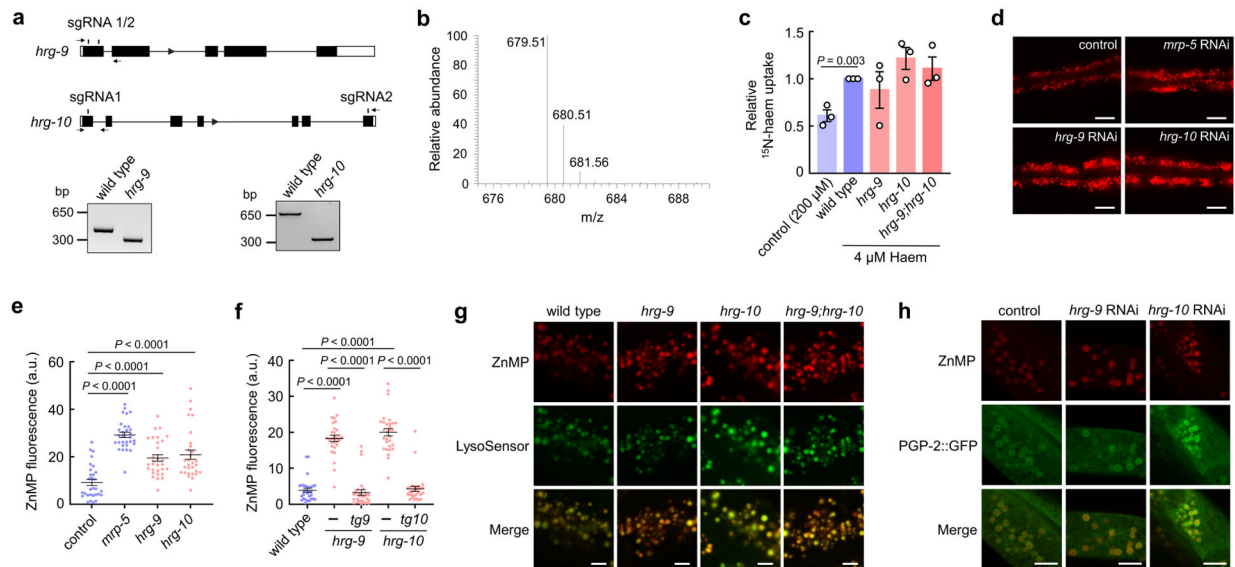 a
sgRNA 1/2
hrg-9
sgRNA1
sgRNA2
hrg-10
bp
wild type
hrg-9
650
300
bp
wild type
hrg-10
650
300
b
Relative abundance
100
80
60
40
20
0
679.51
680.51
681.56
676
680
684
688
m/z
c
Relative
¹⁵N-haem uptake
1.5
1.0
0.5
0
P = 0.003
control (200 µM)
wild type
hrg-9
hrg-10
hrg-9;hrg-10
4 µM Haem
d
control
mrp-5 RNAi
hrg-9 RNAi
hrg-10 RNAi
e
ZnMP fluorescence (a.u.)
60
40
20
0
P < 0.0001
P < 0.0001
P < 0.0001
control
mrp-5
hrg-9
hrg-10
f
ZnMP fluorescence (a.u.)
40
30
20
10
0
P < 0.0001
P < 0.0001
P < 0.0001
P < 0.0001
wild type
–
tg9
–
tg10
hrg-9
hrg-10
g
wild type
hrg-9
hrg-10
hrg-9;hrg-10
ZnMP
LysoSensor
Merge
h
control
hrg-9 RNAi
hrg-10 RNAi
ZnMP
PGP-2::GFP
Merge